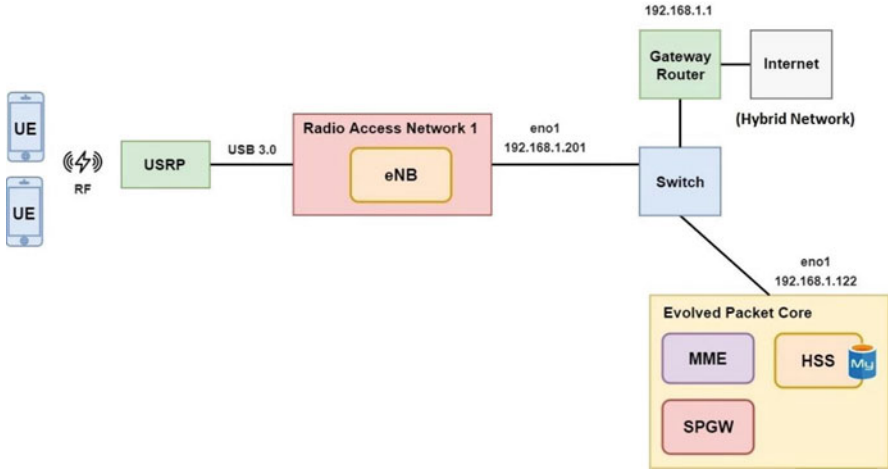 192.168.1.1
Gateway
Router
Internet
(Hybrid Network)
UE
RF
UE
USRP
USB 3.0
Radio Access Network 1
eNB
eno1
192.168.1.201
Switch
eno1
192.168.1.122
Evolved Packet Core
MME
HSS
My
SPGW